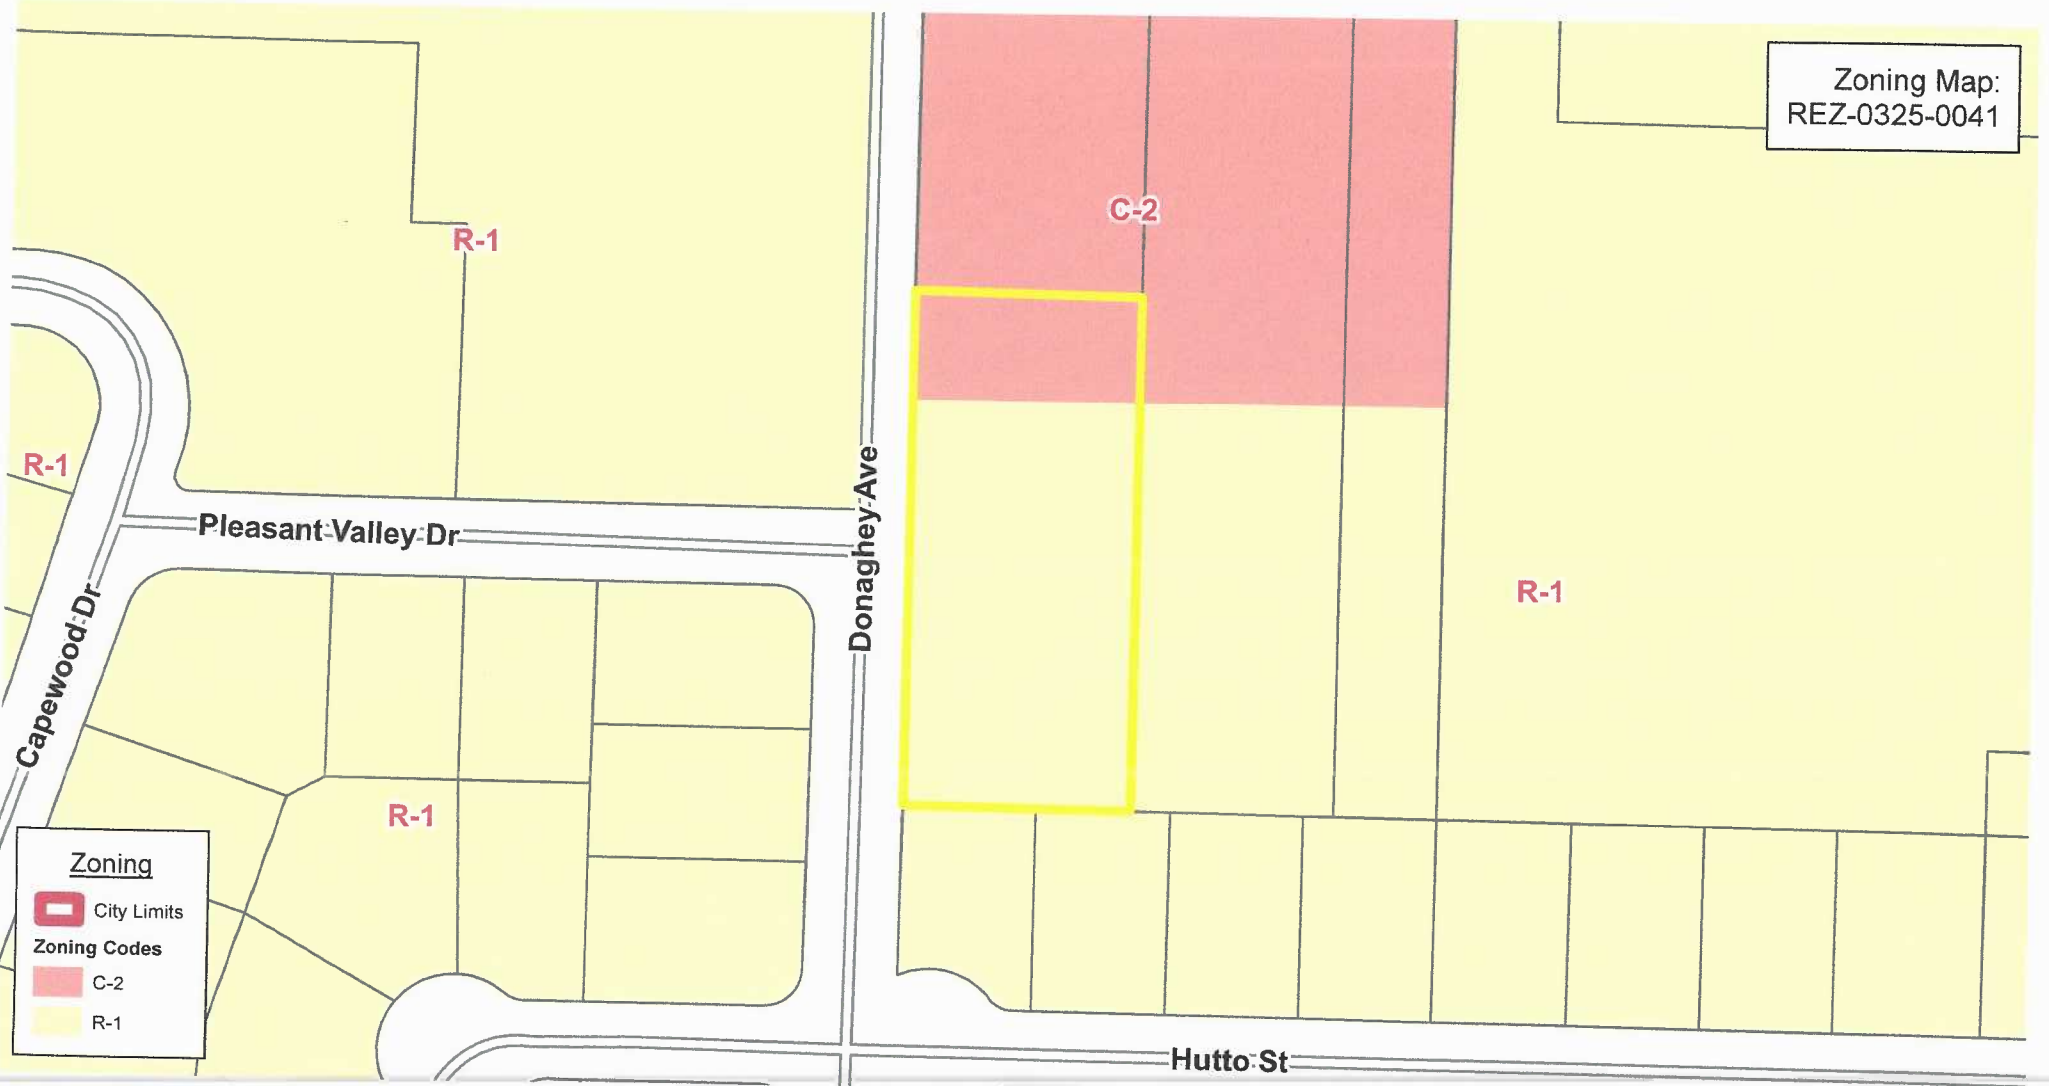 Zoning Map:
REZ-0325-0041
C-2
R-1
R-1
Pleasant Valley Dr
Donaghey Ave
Capewood Dr
R-1
R-1
Zoning
City Limits
Zoning Codes
C-2
R-1
Hutto St